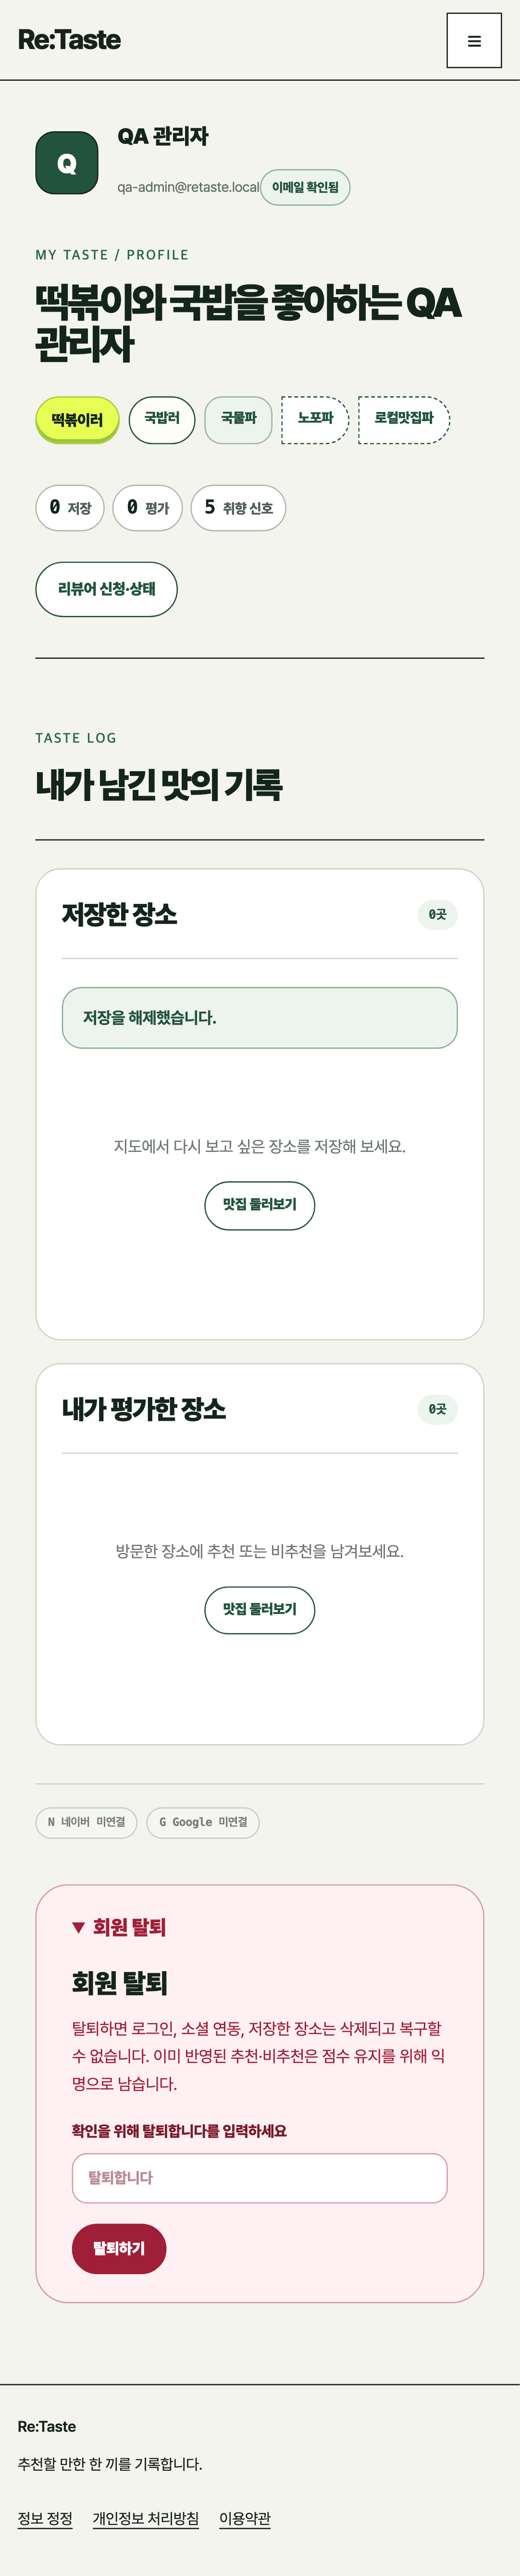 Re:Taste
Q
QA 관리자
qa-admin@retaste.local 이메일 확인됨
MY TASTE / PROFILE
떡볶이와 국밥을 좋아하는 QA
관리자
떡볶이러 국밥러 국물파 노포파 로컬맛집파
0 저장 0 평가 5 취향 신호
리뷰어 신청·상태
TASTE LOG
내가 남긴 맛의 기록
저장한 장소 0곳
저장을 해제했습니다.
지도에서 다시 보고 싶은 장소를 저장해 보세요.
맛집 둘러보기
내가 평가한 장소 0곳
방문한 장소에 추천 또는 비추천을 남겨보세요.
맛집 둘러보기
N 네이버 미연결 G Google 미연결
▼ 회원 탈퇴
회원 탈퇴
탈퇴하면 로그인, 소셜 연동, 저장한 장소는 삭제되고 복구할
수 없습니다. 이미 반영된 추천·비추천은 점수 유지를 위해 익
명으로 남습니다.
확인을 위해 탈퇴합니다를 입력하세요
탈퇴합니다
탈퇴하기
Re:Taste
추천할 만한 한 끼를 기록합니다.
정보 정정 개인정보 처리방침 이용약관